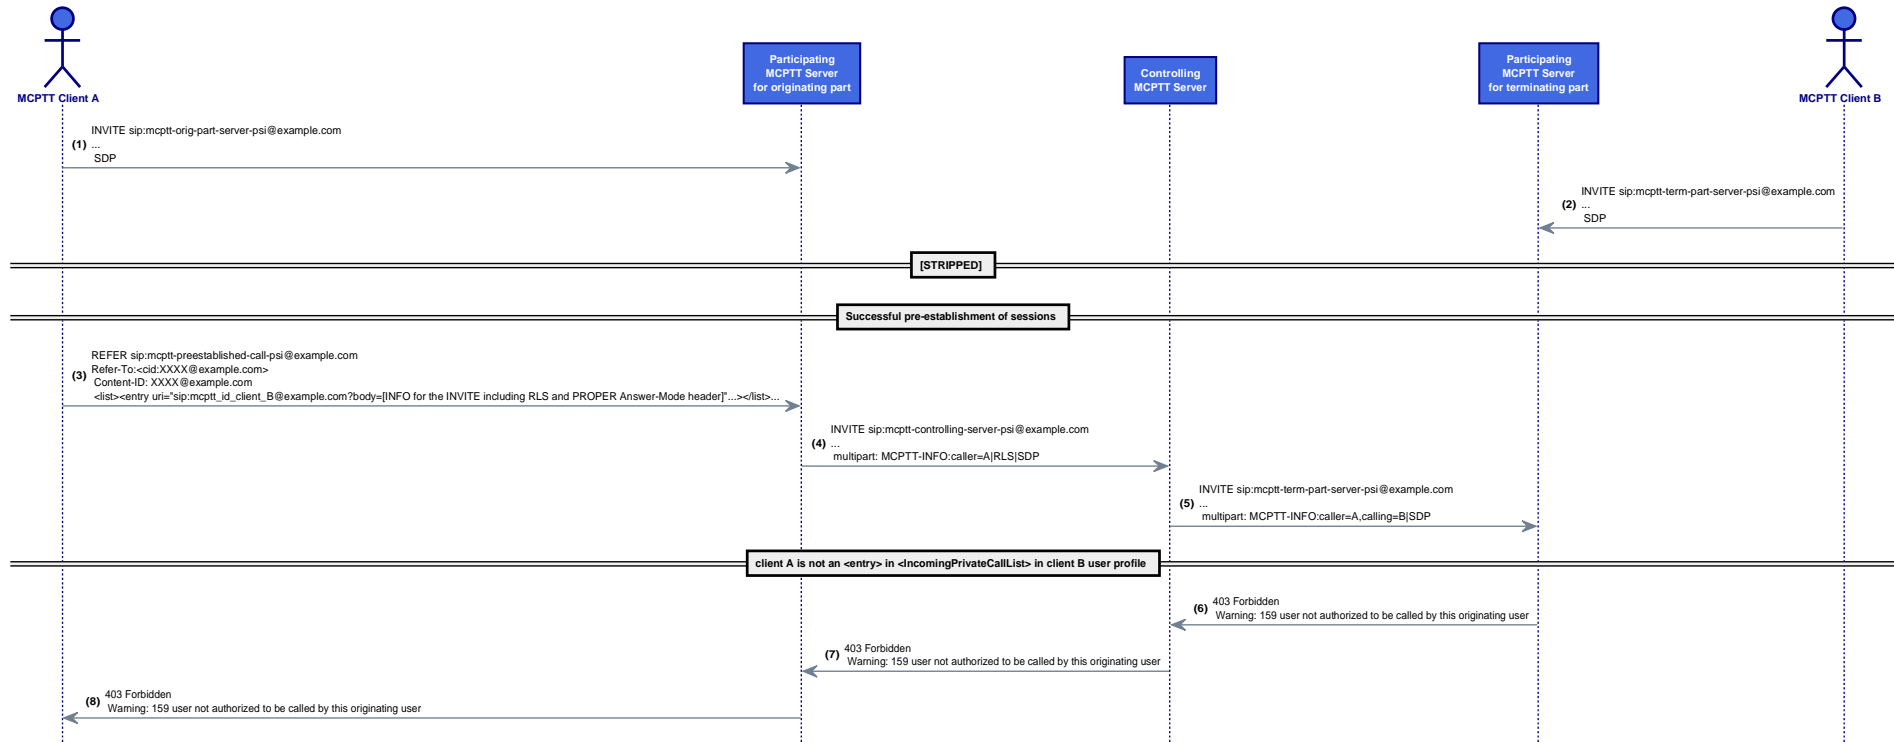 MCPTT Client A
Participating
MCPTT Server
for originating part
Controlling
MCPTT Server
Participating
MCPTT Server
for terminating part
MCPTT Client B
INVITE sip:mcptt-orig-part-server-psi@example.com
(1) ...
SDP
INVITE sip:mcptt-term-part-server-psi@example.com
(2) ...
SDP
[STRIPPED]
Successful pre-establishment of sessions
REFER sip:mcptt-preestablished-call-psi@example.com
Refer-To:<cid:XXXX@example.com>
(3) Content-ID: XXXX@example.com
<list><entry uri="sip:mcptt_id_client_B@example.com?body=[INFO for the INVITE including RLS and PROPER Answer-Mode header]"...></list>...
INVITE sip:mcptt-controlling-server-psi@example.com
(4) ...
multipart: MCPTT-INFO:caller=A|RLS|SDP
INVITE sip:mcptt-term-part-server-psi@example.com
(5) ...
multipart: MCPTT-INFO:caller=A,calling=B|SDP
client A is not an <entry> in <IncomingPrivateCallList> in client B user profile
(6) 403 Forbidden
Warning: 159 user not authorized to be called by this originating user
(7) 403 Forbidden
Warning: 159 user not authorized to be called by this originating user
(8) 403 Forbidden
Warning: 159 user not authorized to be called by this originating user